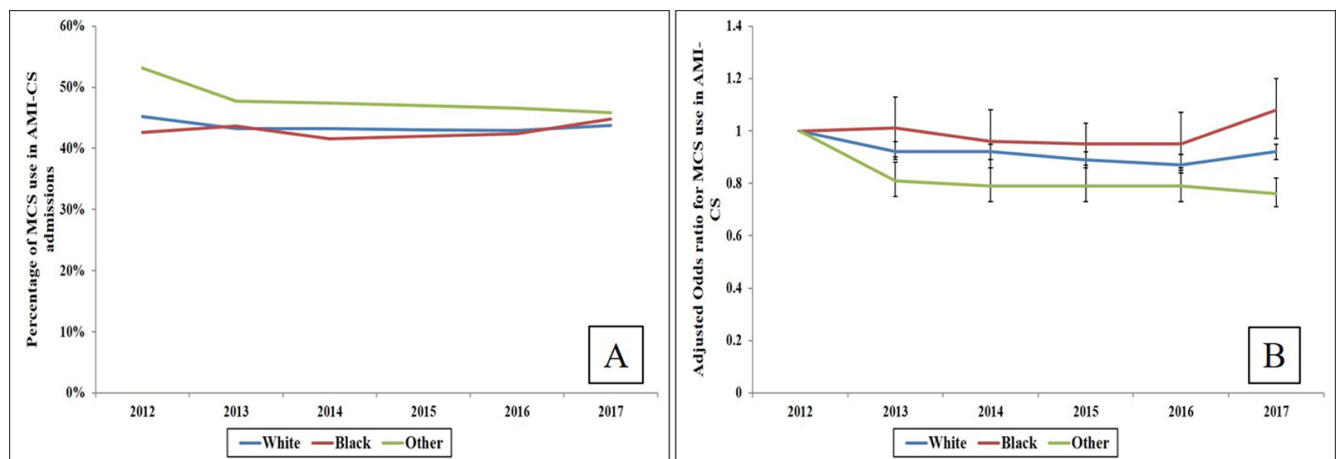 Percentage of MCS use in AMI-CS
admissions
60%
50%
40%
30%
20%
10%
0%
2012 2013 2014 2015 2016 2017
White Black Other
A
Adjusted Odds ratio for MCS use in AMI-
CS
1.4
1.2
1
0.8
0.6
0.4
0.2
0
2012 2013 2014 2015 2016 2017
White Black Other
B